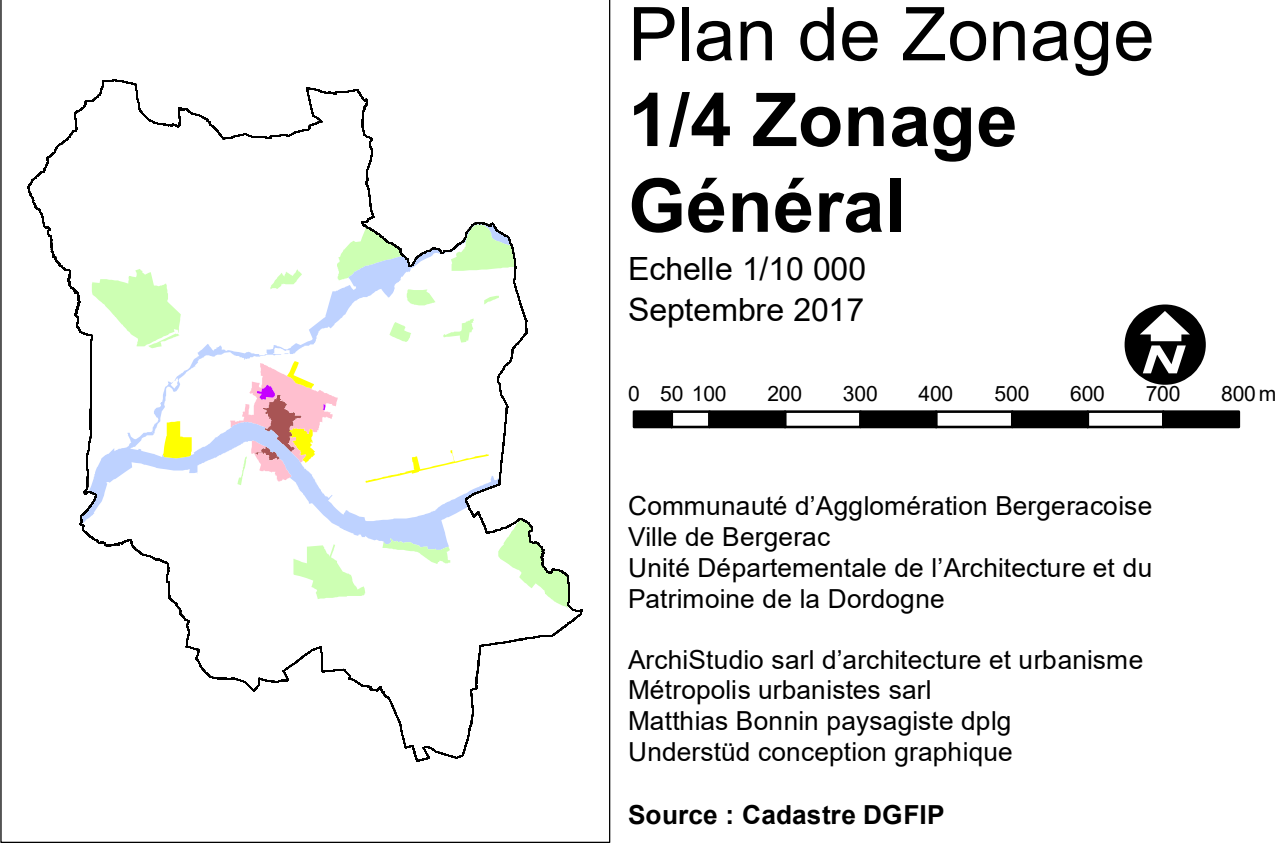 Plan de Zonage
1/4 Zonage
Général
Echelle 1/10 000
Septembre 2017
N
0 50 100 200 300 400 500 600 700 800 m
Communauté d’Agglomération Bergeracoise
Ville de Bergerac
Unité Départementale de l’Architecture et du
Patrimoine de la Dordogne
ArchiStudio sarl d’architecture et urbanisme
Métropolis urbanistes sarl
Matthias Bonnin paysagiste dplg
Understüd conception graphique
Source : Cadastre DGFIP